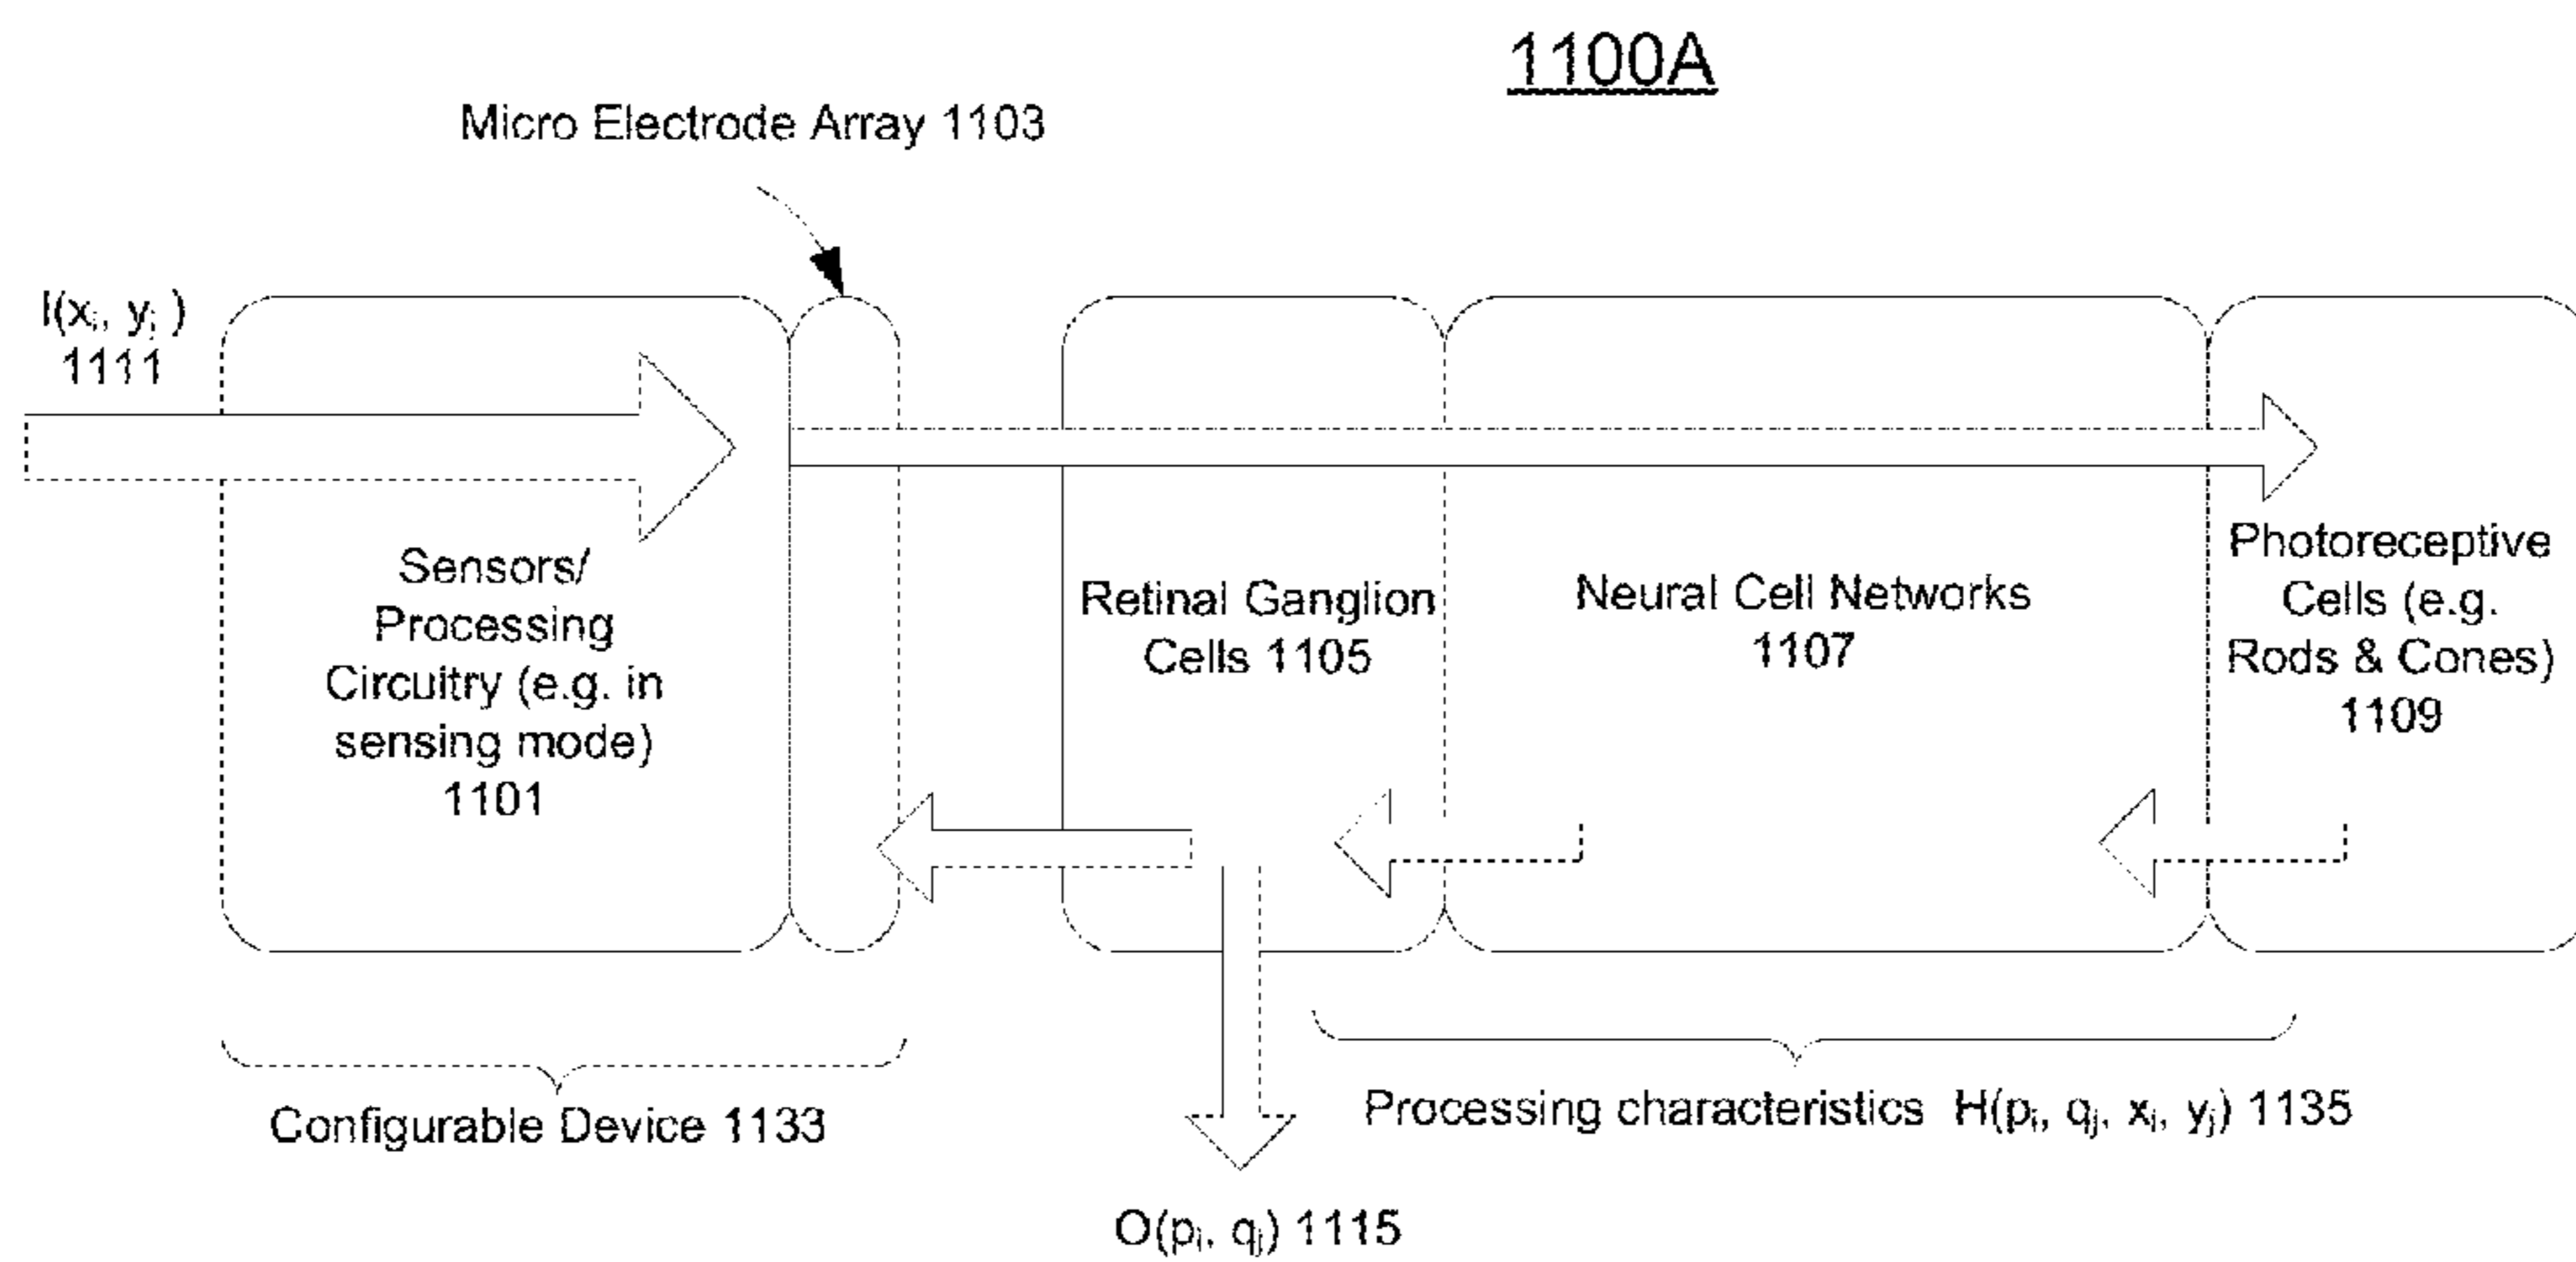 1100A
Micro Electrode Array 1103
I(xᵢ, yⱼ )
1111
Sensors/
Processing
Circuitry (e.g. in
sensing mode)
1101
Retinal Ganglion
Cells 1105
Neural Cell Networks
1107
Photoreceptive
Cells (e.g.
Rods & Cones)
1109
Configurable Device 1133
Processing characteristics H(pᵢ, qⱼ, xᵢ, yⱼ) 1135
O(pᵢ, qⱼ) 1115